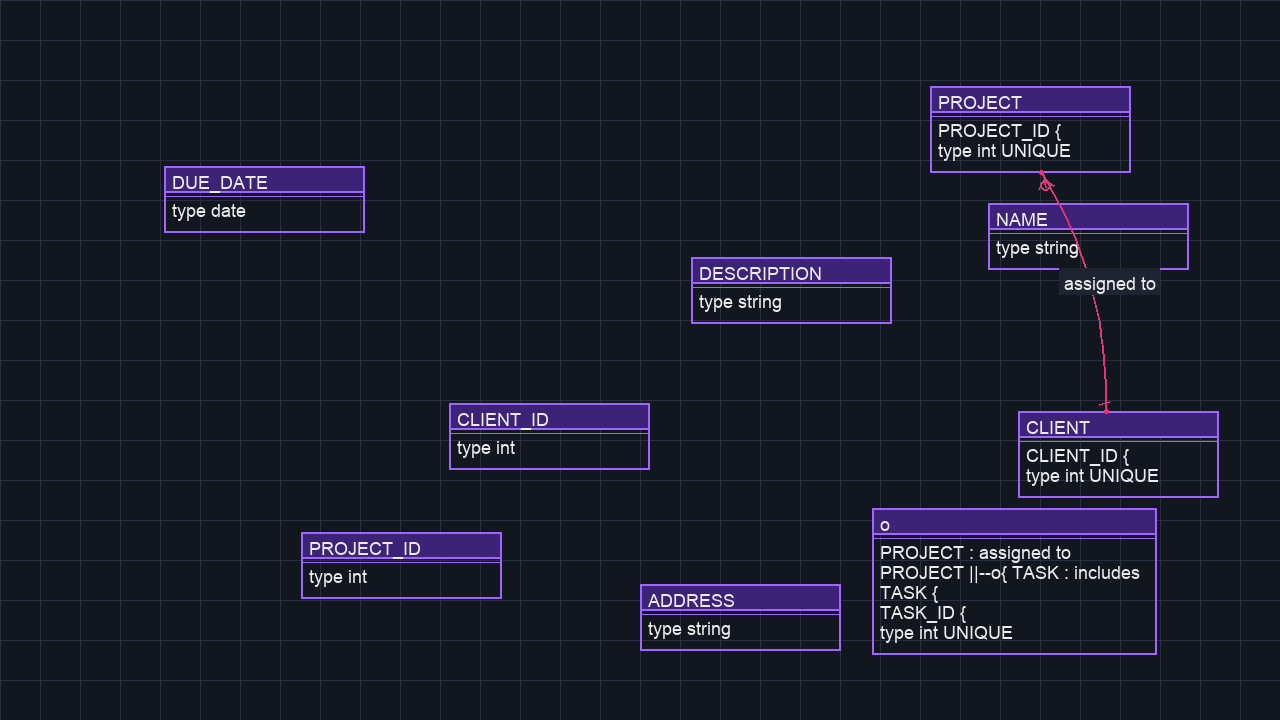 PROJECT
PROJECT_ID {
type int UNIQUE
DUE_DATE
type date
NAME
type string
DESCRIPTION
type string
assigned to
CLIENT_ID
type int
CLIENT
CLIENT_ID {
type int UNIQUE
o
PROJECT : assigned to
PROJECT ||--o{ TASK : includes
TASK {
TASK_ID {
type int UNIQUE
PROJECT_ID
type int
ADDRESS
type string